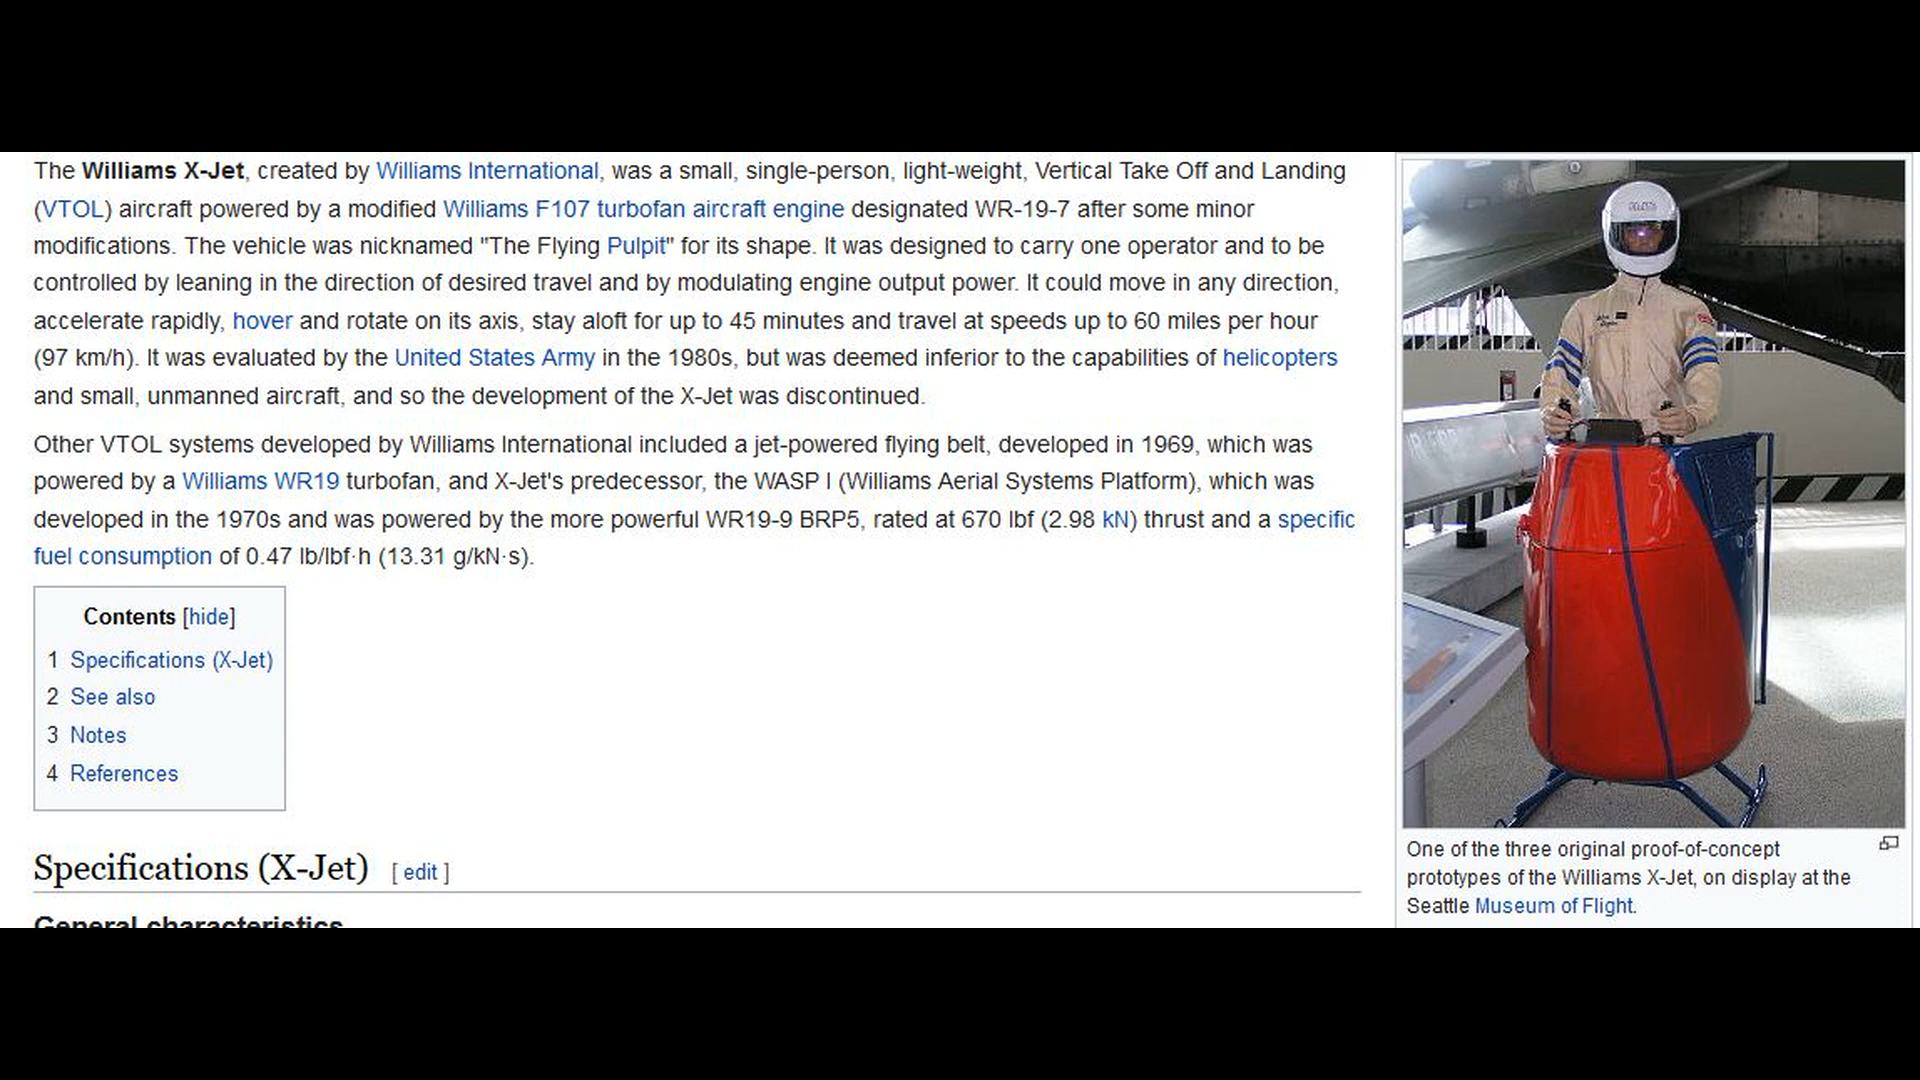 The Williams X-Jet, created by Williams International, was a small, single-person, light-weight, Vertical Take Off and Landing
(VTOL) aircraft powered by a modified Williams F107 turbofan aircraft engine designated WR-19-7 after some minor
modifications. The vehicle was nicknamed "The Flying Pulpit" for its shape. It was designed to carry one operator and to be
controlled by leaning in the direction of desired travel and by modulating engine output power. It could move in any direction,
accelerate rapidly, hover and rotate on its axis, stay aloft for up to 45 minutes and travel at speeds up to 60 miles per hour
(97 km/h). It was evaluated by the United States Army in the 1980s, but was deemed inferior to the capabilities of helicopters
and small, unmanned aircraft, and so the development of the X-Jet was discontinued.
Other VTOL systems developed by Williams International included a jet-powered flying belt, developed in 1969, which was
powered by a Williams WR19 turbofan, and X-Jet's predecessor, the WASP I (Williams Aerial Systems Platform), which was
developed in the 1970s and was powered by the more powerful WR19-9 BRP5, rated at 670 lbf (2.98 kN) thrust and a specific
fuel consumption of 0.47 lb/lbf·h (13.31 g/kN·s).
Contents [hide]
1 Specifications (X-Jet)
2 See also
3 Notes
4 References
Specifications (X-Jet) [ edit ]
General characteristics
One of the three original proof-of-concept
prototypes of the Williams X-Jet, on display at the
Seattle Museum of Flight.